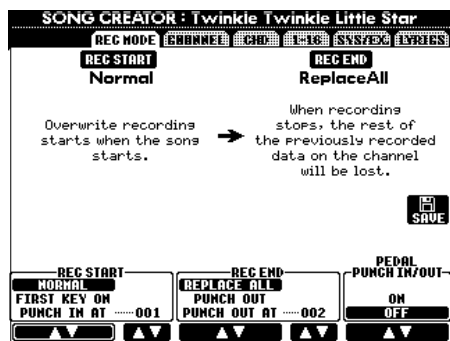 SONG CREATOR : Twinkle Twinkle Little Star
REC MODE CHANNEL CHD 1-16 SYS/EX. LYRICS
REC START REC END
Normal ReplaceAll
Overwrite recording
starts when the song
starts.
When recording
stops, the rest of
the previously recorded
data on the channel
will be lost.
SAVE
REC START
NORMAL
FIRST KEY ON
PUNCH IN AT ······001
REC END
REPLACE ALL
PUNCH OUT
PUNCH OUT AT ······002
PEDAL
PUNCH IN/OUT
ON
OFF